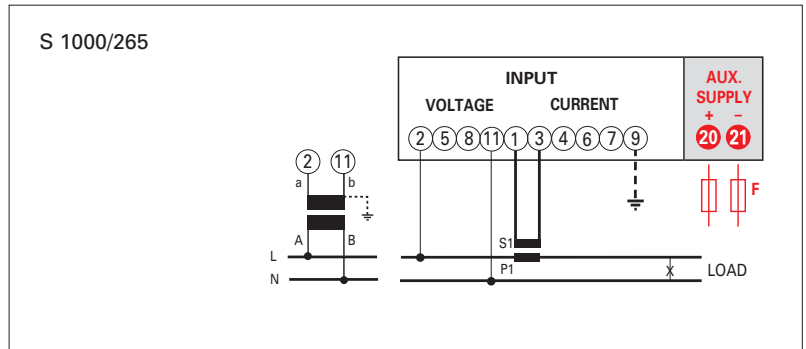 S 1000/265
INPUT
AUX.
SUPPLY
VOLTAGE CURRENT
+ –
2 5 8 11 1 3 4 6 7 9 20 21
2 11
a b
F
A B
S1
L
P1
X LOAD
N